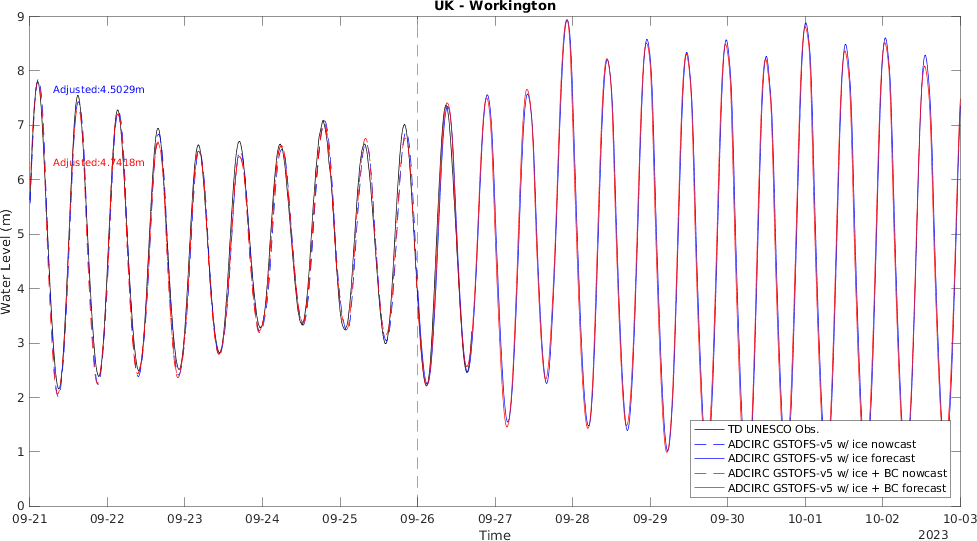 UK - Workington
9
8
7
6
5
4
3
2
1
0
Water Level (m)
Adjusted:4.5029m
Adjusted:4.7418m
TD UNESCO Obs.
ADCIRC GSTOFS-v5 w/ ice nowcast
ADCIRC GSTOFS-v5 w/ ice forecast
ADCIRC GSTOFS-v5 w/ ice + BC nowcast
ADCIRC GSTOFS-v5 w/ ice + BC forecast
09-21 09-22 09-23 09-24 09-25 09-26 09-27 09-28 09-29 09-30 10-01 10-02 10-03
Time 2023